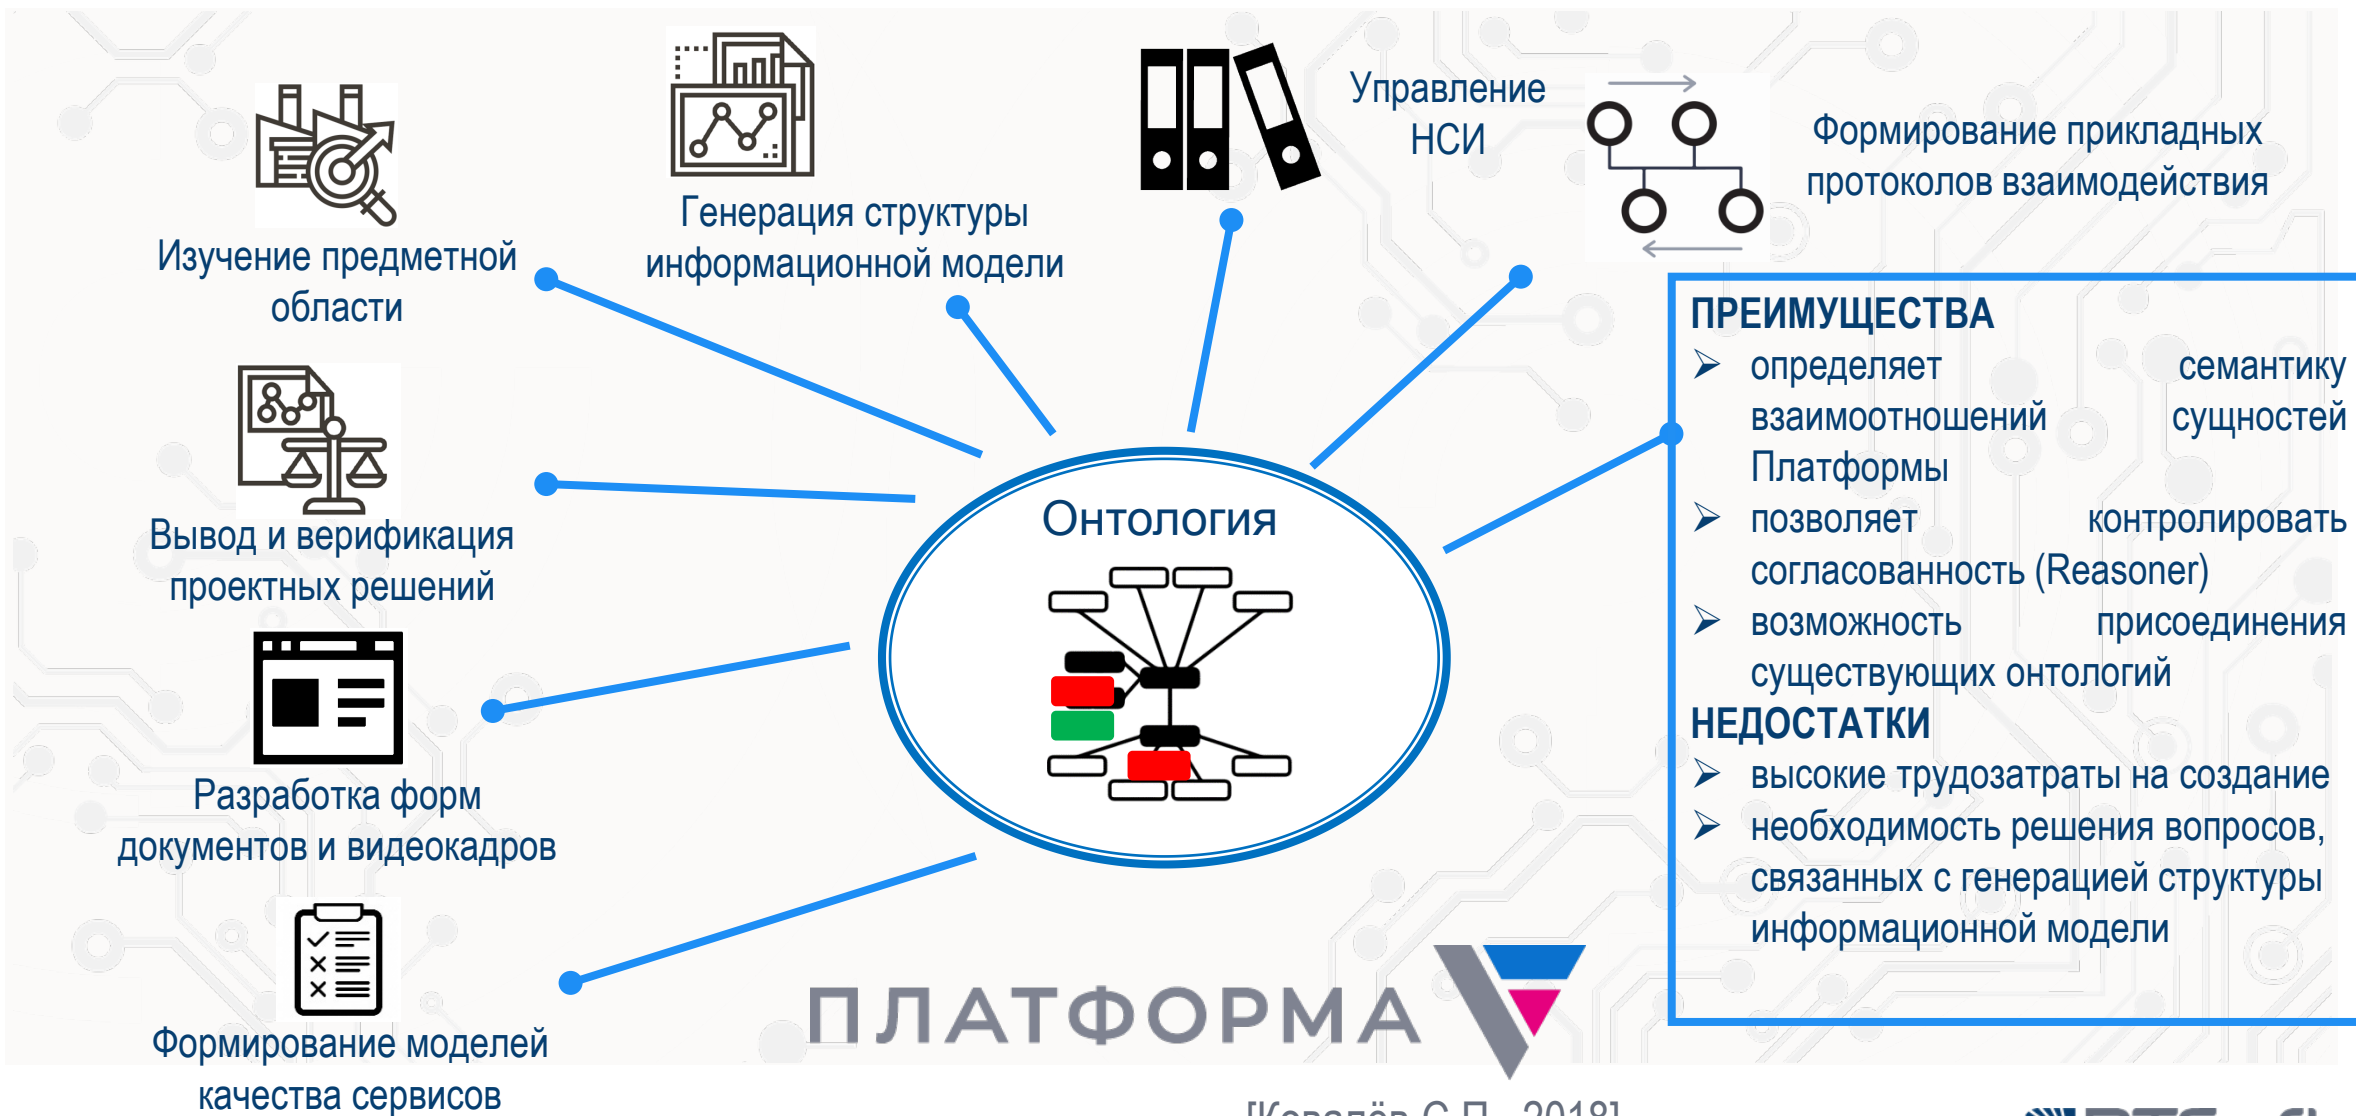 Изучение предметной
области
Генерация структуры
информационной модели
Управление
НСИ
Формирование прикладных
протоколов взаимодействия
Вывод и верификация
проектных решений
Разработка форм
документов и видеокадров
Формирование моделей
качества сервисов
Онтология
ПРЕИМУЩЕСТВА
➢ определяет семантику
взаимоотношений сущностей
Платформы
➢ позволяет контролировать
согласованность (Reasoner)
➢ возможность присоединения
существующих онтологий
НЕДОСТАТКИ
➢ высокие трудозатраты на создание
➢ необходимость решения вопросов,
связанных с генерацией структуры
информационной модели
ПЛАТФОРМА
[Ковалёв С.П., 2018]